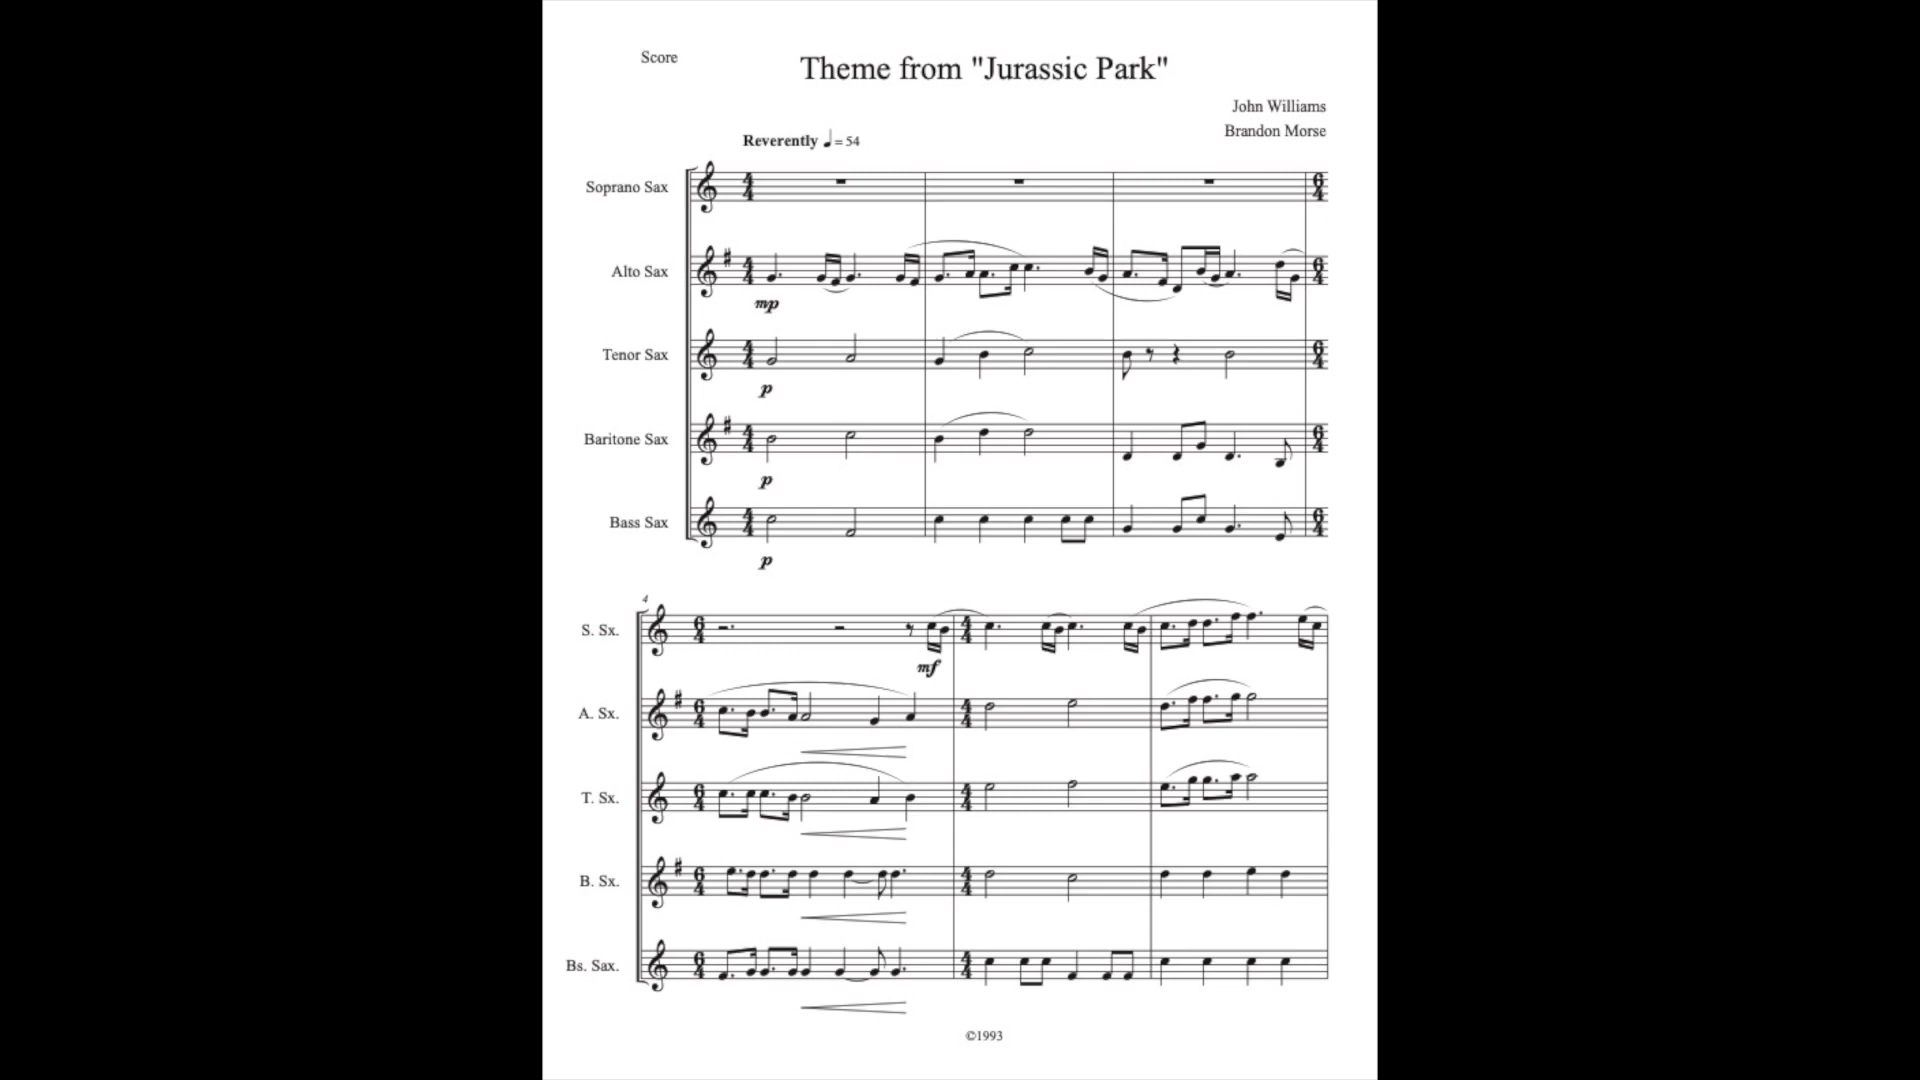 Score
Theme from "Jurassic Park"
John Williams
Brandon Morse
Reverently ♩ = 54
Soprano Sax
Alto Sax
mp
Tenor Sax
p
Baritone Sax
p
Bass Sax
p
4
S. Sx.
mf
A. Sx.
T. Sx.
B. Sx.
Bs. Sax.
©1993